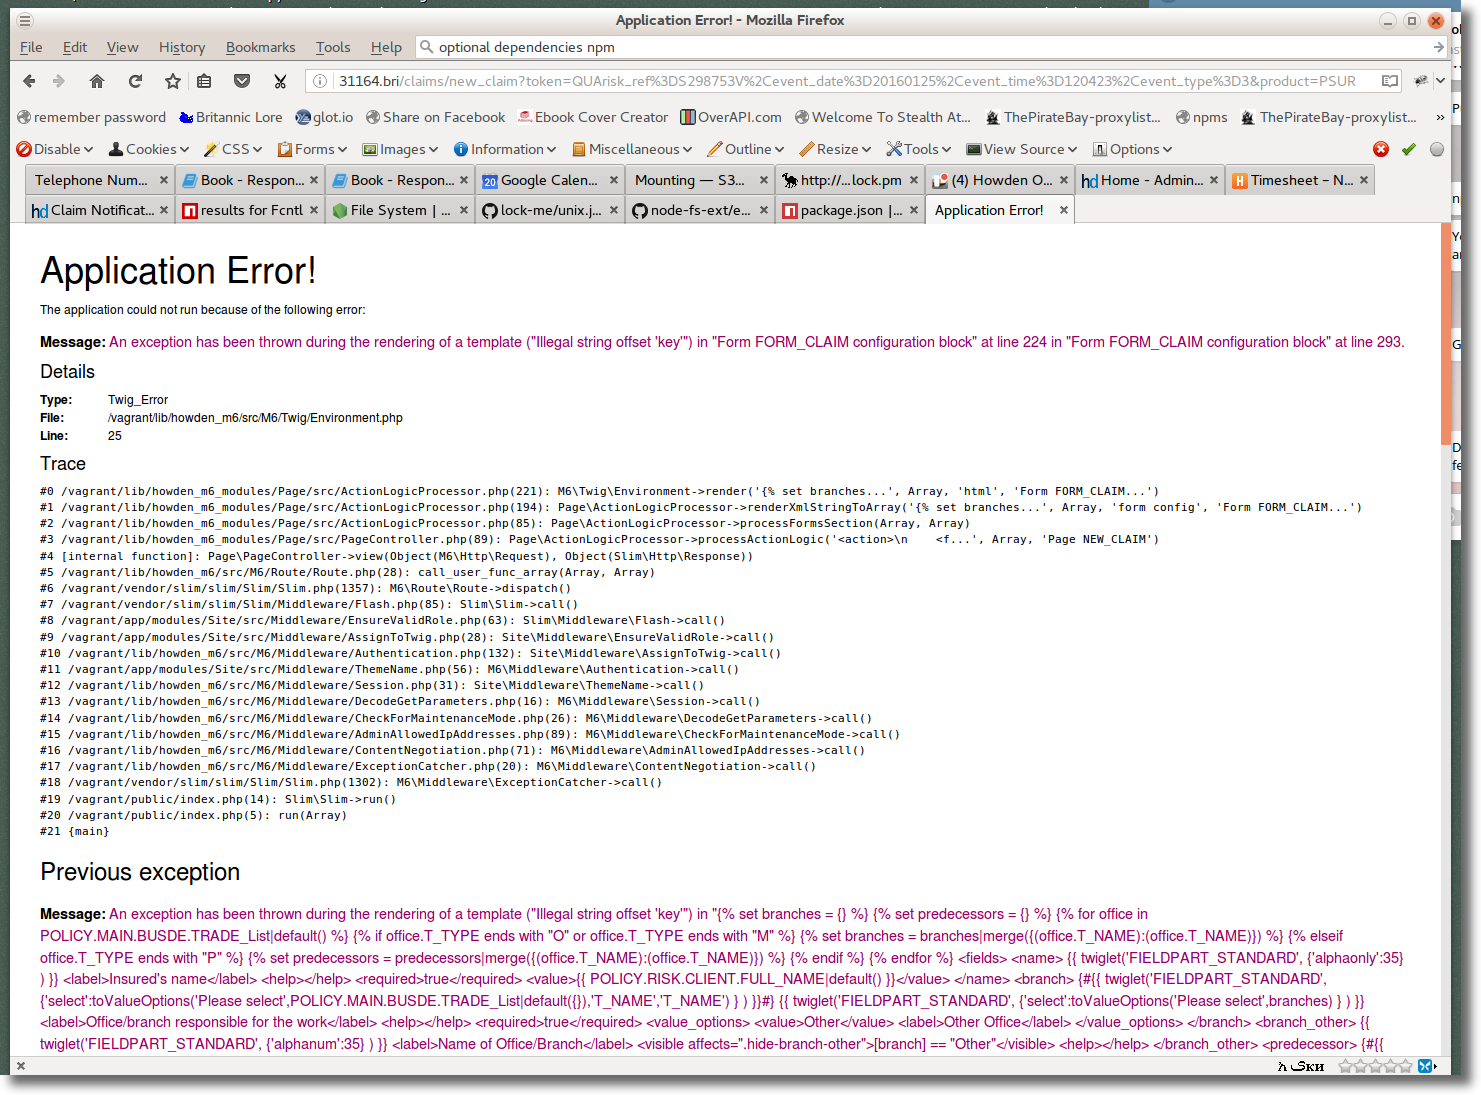 Application Error! - Mozilla Firefox
File Edit View History Bookmarks Tools Help optional dependencies npm
31164.bri/claims/new_claim?token=QUArisk_ref%3DS298753V%2Cevent_date%3D20160125%2Cevent_time%3D120423%2Cevent_type%3D3&product=PSUR
remember password Britannic Lore glot.io Share on Facebook Ebook Cover Creator OverAPI.com Welcome To Stealth At... ThePirateBay-proxylist... npms ThePirateBay-proxylist... »
Disable Cookies CSS Forms Images Information Miscellaneous Outline Resize Tools View Source Options
Telephone Num... Book - Respon... Book - Respon... 20 Google Calen... Mounting — S3... http://...lock.pm (4) Howden O... hd Home - Admin... H Timesheet – N...
hd Claim Notificat... n results for Fcntl File System | ... lock-me/unix.j... node-fs-ext/e... n package.json |... Application Error!
Application Error!
The application could not run because of the following error:
Message: An exception has been thrown during the rendering of a template ("Illegal string offset 'key'") in "Form FORM_CLAIM configuration block" at line 224 in "Form FORM_CLAIM configuration block" at line 293.
Details
Type: Twig_Error
File: /vagrant/lib/howden_m6/src/M6/Twig/Environment.php
Line: 25
Trace
#0 /vagrant/lib/howden_m6_modules/Page/src/ActionLogicProcessor.php(221): M6\Twig\Environment->render('{% set branches...', Array, 'html', 'Form FORM_CLAIM...')
#1 /vagrant/lib/howden_m6_modules/Page/src/ActionLogicProcessor.php(194): Page\ActionLogicProcessor->renderXmlStringToArray('{% set branches...', Array, 'form config', 'Form FORM_CLAIM...')
#2 /vagrant/lib/howden_m6_modules/Page/src/ActionLogicProcessor.php(85): Page\ActionLogicProcessor->processFormsSection(Array, Array)
#3 /vagrant/lib/howden_m6_modules/Page/src/PageController.php(89): Page\ActionLogicProcessor->processActionLogic('<action>\n    <f...', Array, 'Page NEW_CLAIM')
#4 [internal function]: Page\PageController->view(Object(M6\Http\Request), Object(Slim\Http\Response))
#5 /vagrant/lib/howden_m6/src/M6/Route/Route.php(28): call_user_func_array(Array, Array)
#6 /vagrant/vendor/slim/slim/Slim/Slim.php(1357): M6\Route\Route->dispatch()
#7 /vagrant/vendor/slim/slim/Slim/Middleware/Flash.php(85): Slim\Slim->call()
#8 /vagrant/app/modules/Site/src/Middleware/EnsureValidRole.php(63): Slim\Middleware\Flash->call()
#9 /vagrant/app/modules/Site/src/Middleware/AssignToTwig.php(28): Site\Middleware\EnsureValidRole->call()
#10 /vagrant/lib/howden_m6/src/M6/Middleware/Authentication.php(132): Site\Middleware\AssignToTwig->call()
#11 /vagrant/app/modules/Site/src/Middleware/ThemeName.php(56): M6\Middleware\Authentication->call()
#12 /vagrant/lib/howden_m6/src/M6/Middleware/Session.php(31): Site\Middleware\ThemeName->call()
#13 /vagrant/lib/howden_m6/src/M6/Middleware/DecodeGetParameters.php(16): M6\Middleware\Session->call()
#14 /vagrant/lib/howden_m6/src/M6/Middleware/CheckForMaintenanceMode.php(26): M6\Middleware\DecodeGetParameters->call()
#15 /vagrant/lib/howden_m6/src/M6/Middleware/AdminAllowedIpAddresses.php(89): M6\Middleware\CheckForMaintenanceMode->call()
#16 /vagrant/lib/howden_m6/src/M6/Middleware/ContentNegotiation.php(71): M6\Middleware\AdminAllowedIpAddresses->call()
#17 /vagrant/lib/howden_m6/src/M6/Middleware/ExceptionCatcher.php(20): M6\Middleware\ContentNegotiation->call()
#18 /vagrant/vendor/slim/slim/Slim/Slim.php(1302): M6\Middleware\ExceptionCatcher->call()
#19 /vagrant/public/index.php(14): Slim\Slim->run()
#20 /vagrant/public/index.php(5): run(Array)
#21 {main}
Previous exception
Message: An exception has been thrown during the rendering of a template ("Illegal string offset 'key'") in "{% set branches = {} %} {% set predecessors = {} %} {% for office in
POLICY.MAIN.BUSDE.TRADE_List|default() %} {% if office.T_TYPE ends with "O" or office.T_TYPE ends with "M" %} {% set branches = branches|merge({(office.T_NAME):(office.T_NAME)}) %} {% elseif
office.T_TYPE ends with "P" %} {% set predecessors = predecessors|merge({(office.T_NAME):(office.T_NAME)}) %} {% endif %} {% endfor %} <fields> <name> {{ twiglet('FIELDPART_STANDARD', {'alphaonly':35}
) }} <label>Insured's name</label> <help></help> <required>true</required> <value>{{ POLICY.RISK.CLIENT.FULL_NAME|default() }}</value> </name> <branch> {#{{ twiglet('FIELDPART_STANDARD',
{'select':toValueOptions('Please select',POLICY.MAIN.BUSDE.TRADE_List|default({}),'T_NAME','T_NAME') } ) }}#} {{ twiglet('FIELDPART_STANDARD', {'select':toValueOptions('Please select',branches) } ) }}
<label>Office/branch responsible for the work</label> <help></help> <required>true</required> <value_options> <value>Other</value> <label>Other Office</label> </value_options> </branch> <branch_other> {{
twiglet('FIELDPART_STANDARD', {'alphanum':35} ) }} <label>Name of Office/Branch</label> <visible affects=".hide-branch-other">[branch] == "Other"</visible> <help></help> </branch_other> <predecessor> {#{{